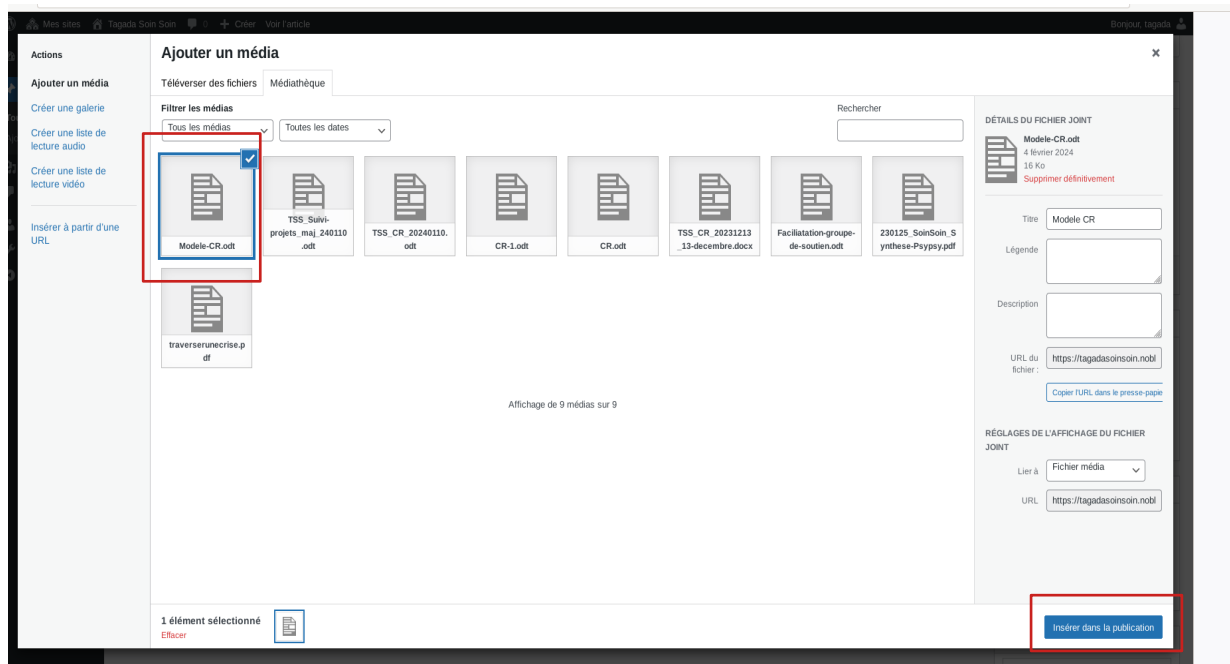 Mes sites Tagada Soin Soin 0 Créer Voir l'article Bonjour, tagada
Actions
Ajouter un média
Créer une galerie
Créer une liste de
lecture audio
Créer une liste de
lecture vidéo
Insérer à partir d'une
URL
Ajouter un média
Téléverser des fichiers Médiathèque
Filtrer les médias
Tous les médias Toutes les dates
Rechercher
Modele-CR.odt
TSS_Suivi-
projets_maj_240110
.odt
TSS_CR_20240110.
odt
CR-1.odt
CR.odt
TSS_CR_20231213
_13-decembre.docx
Faciliatation-groupe-
de-soutien.odt
230125_SoinSoin_S
ynthese-Psypsy.pdf
traverserunecrise.p
df
Affichage de 9 médias sur 9
DÉTAILS DU FICHIER JOINT
Modele-CR.odt
4 février 2024
16 Ko
Supprimer définitivement
Titre Modele CR
Légende
Description
URL du
fichier :
https://tagadasoinsoin.nobl
Copier l'URL dans le presse-papie
RÉGLAGES DE L'AFFICHAGE DU FICHIER
JOINT
Lier à Fichier média
URL https://tagadasoinsoin.nobl
1 élément sélectionné
Effacer
Insérer dans la publication